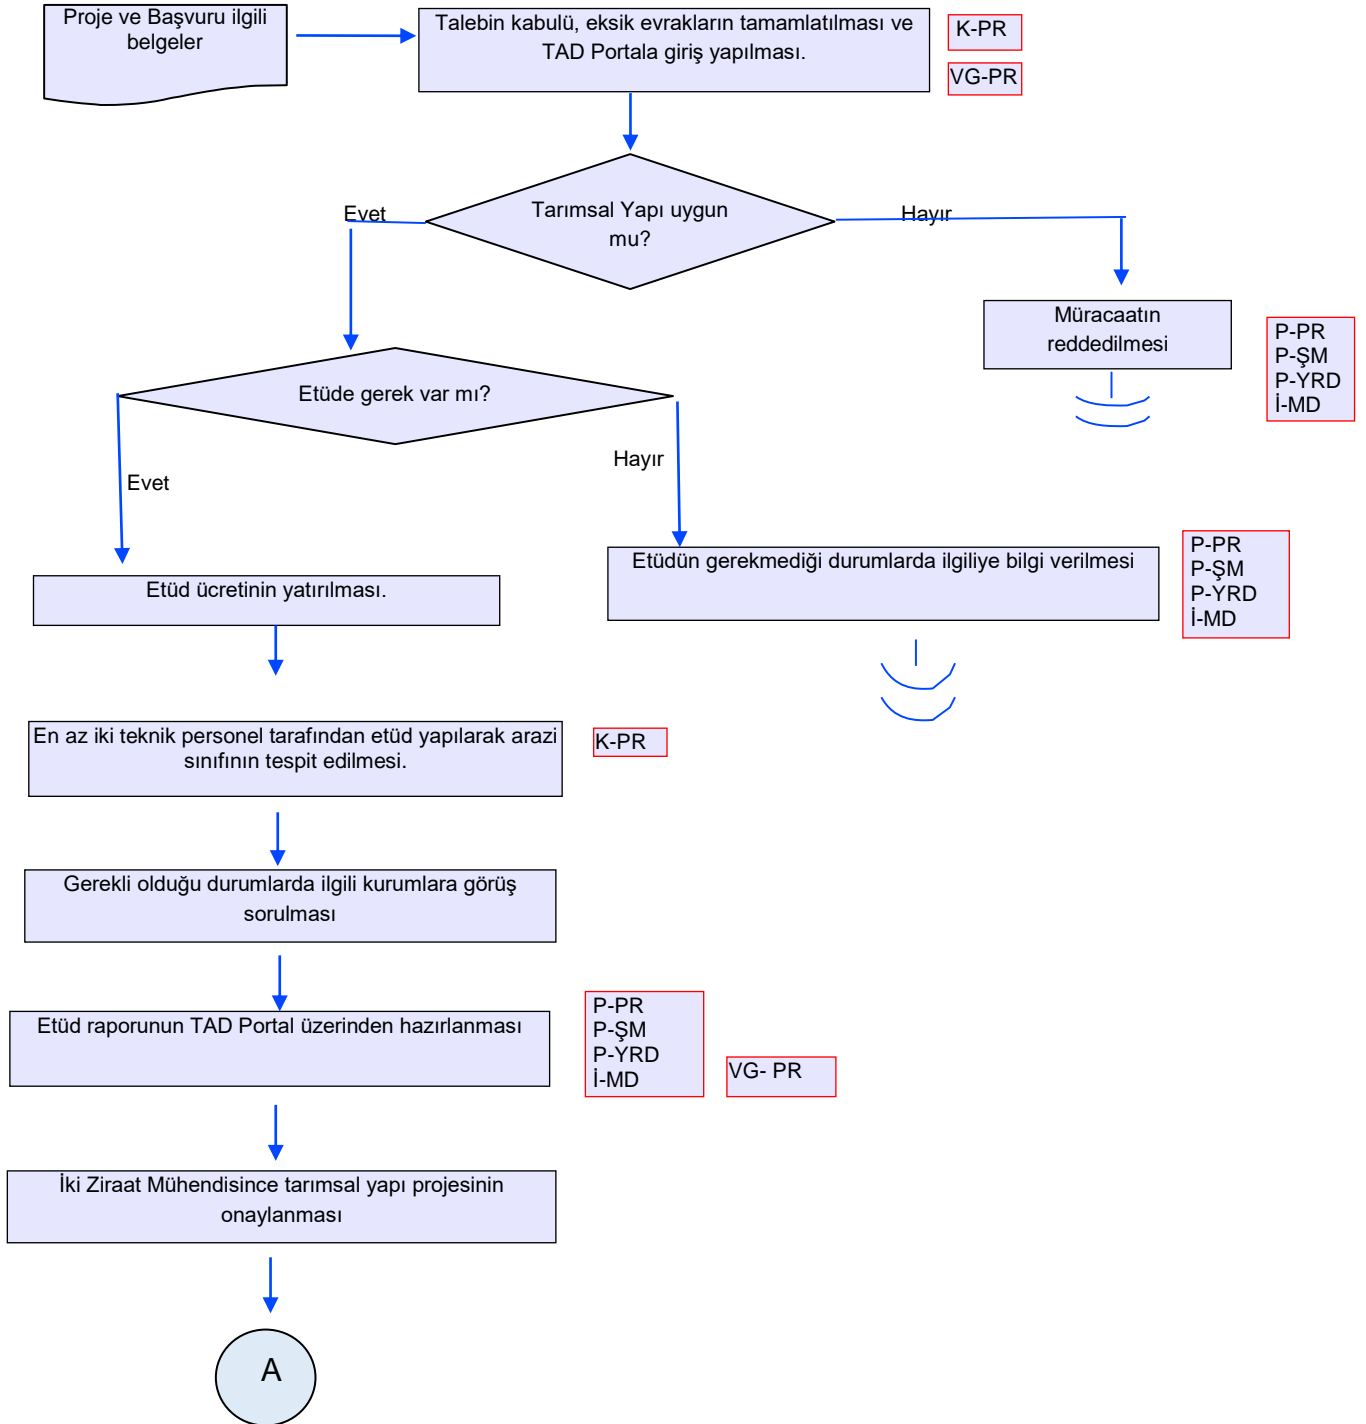 Proje ve Başvuru ilgili
belgeler
Talebin kabulü, eksik evrakların tamamlatılması ve
TAD Portala giriş yapılması.
K-PR
VG-PR
Tarımsal Yapı uygun
mu?
Evet
Hayır
Müracaatın
reddedilmesi
P-PR
P-ŞM
P-YRD
İ-MD
Etüde gerek var mı?
Evet
Hayır
Etüd ücretinin yatırılması.
Etüdün gerekmediği durumlarda ilgiliye bilgi verilmesi
P-PR
P-ŞM
P-YRD
İ-MD
En az iki teknik personel tarafından etüd yapılarak arazi
sınıfının tespit edilmesi.
K-PR
Gerekli olduğu durumlarda ilgili kurumlara görüş
sorulması
Etüd raporunun TAD Portal üzerinden hazırlanması
P-PR
P-ŞM
P-YRD
İ-MD
VG- PR
İki Ziraat Mühendisince tarımsal yapı projesinin
onaylanması
A